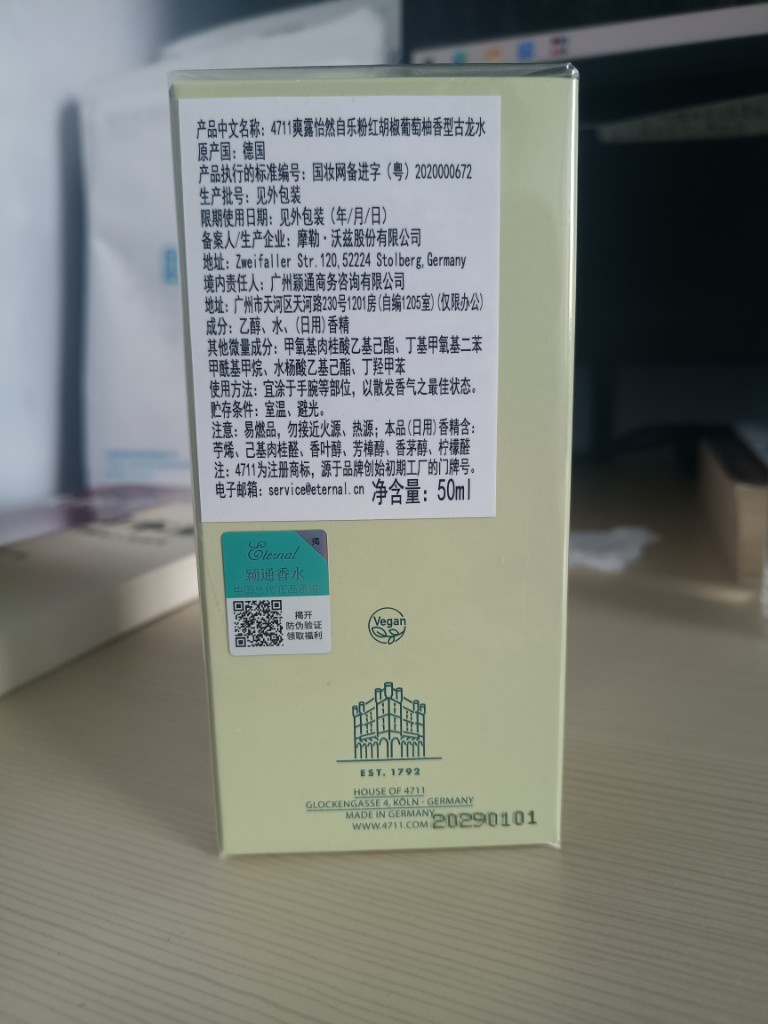 产品中文名称：4711爽露怡然自乐粉红胡椒葡萄柚香型古龙水
原产国：德国
产品执行的标准编号：国妆网备进字（粤）2020000672
生产批号：见外包装
限期使用日期：见外包装（年/月/日）
备案人/生产企业：摩勒·沃兹股份有限公司
地址：Zweifaller Str.120,52224 Stolberg,Germany
境内责任人：广州颖通商务咨询有限公司
地址：广州市天河区天河路230号1201房(自编1205室)(仅限办公)
成分：乙醇、水、(日用)香精
其他微量成分：甲氧基肉桂酸乙基己酯、丁基甲氧基二苯
甲酰基甲烷、水杨酸乙基己酯、丁羟甲苯
使用方法：宜涂于手腕等部位，以散发香气之最佳状态。
贮存条件：室温、避光。
注意：易燃品，勿接近火源、热源；本品(日用)香精含：
苧烯、己基肉桂醛、香叶醇、芳樟醇、香茅醇、柠檬醛
注：4711为注册商标，源于品牌创始初期工厂的门牌号。
电子邮箱：service@eternal.cn 净含量：50ml
揭
Eternal
颖通香水
揭开
防伪验证
领取福利
Vegan
EST. 1792
HOUSE OF 4711
GLOCKENGASSE 4, KÖLN - GERMANY
MADE IN GERMANY
WWW.4711.COM
20290101